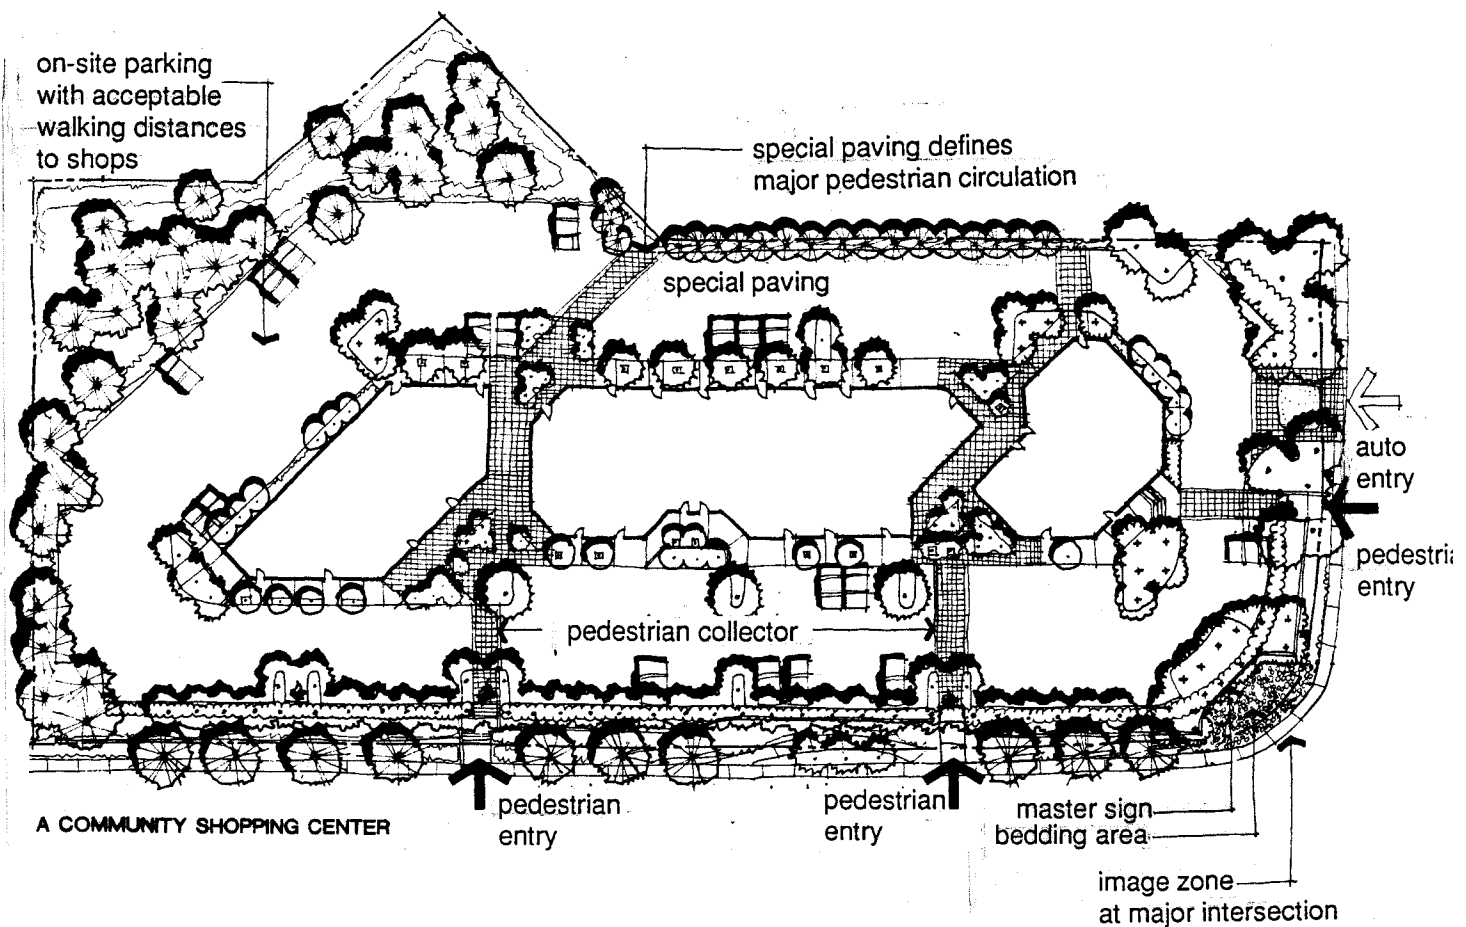 on-site parking
with acceptable
walking distances
to shops
special paving defines
major pedestrian circulation
special paving
auto
entry
pedestri
entry
pedestrian collector
pedestrian
entry
pedestrian
entry
A COMMUNITY SHOPPING CENTER
master sign
bedding area
image zone
at major intersection